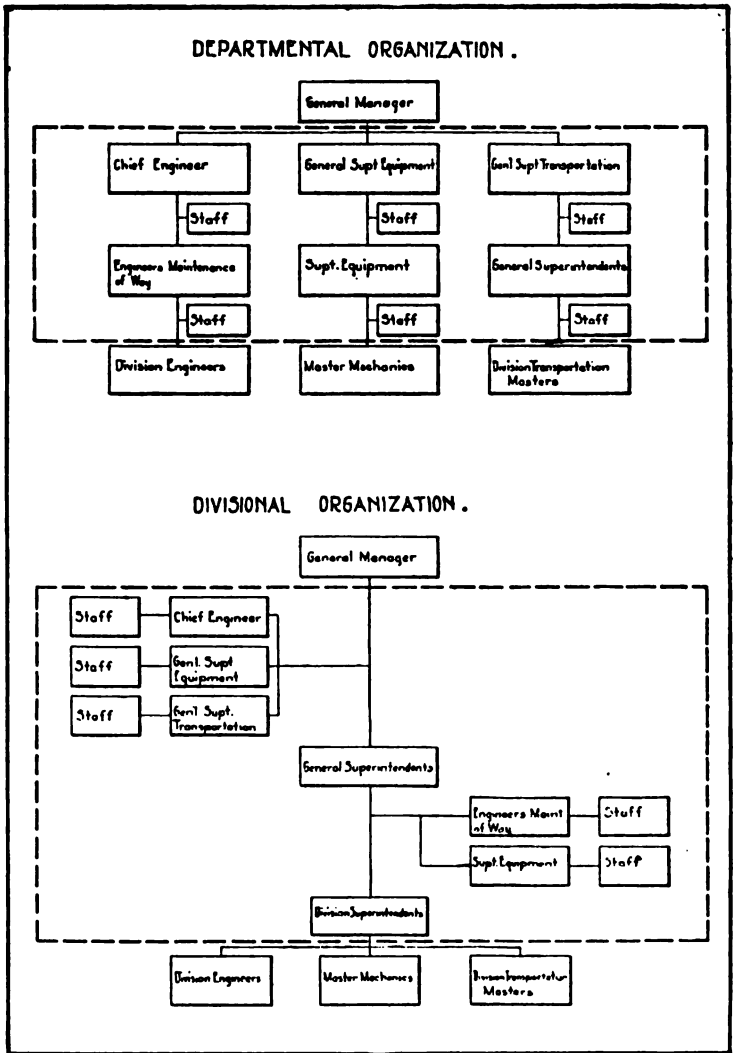 DEPARTMENTAL ORGANIZATION.
General Manager
Chief Engineer
General Supt Equipment
Gen'l Supt Transportation
Staff
Staff
Staff
Engineers Maintenance
of Way
Supt. Equipment
General Superintendents
Staff
Staff
Staff
Division Engineers
Master Mechanics
Division Transportation
Masters
DIVISIONAL ORGANIZATION.
General Manager
Staff
Chief Engineer
Staff
Genl. Supt
Equipment
Staff
Gen'l Supt.
Transportation
General Superintendents
Engineers Maint
of Way
Staff
Supt. Equipment
Staff
Division Superintendents
Division Engineers
Master Mechanics
Division Transportation
Masters